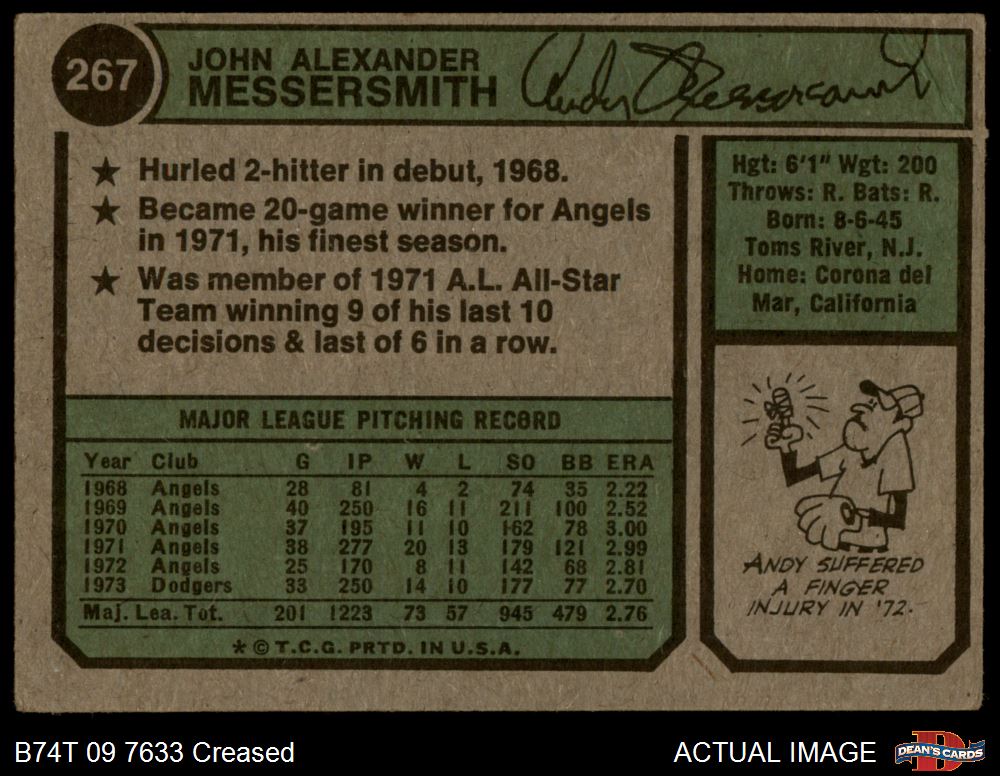 267
JOHN ALEXANDER
MESSERSMITH
Andy Messersmith
★ Hurled 2-hitter in debut, 1968.
★ Became 20-game winner for Angels
in 1971, his finest season.
★ Was member of 1971 A.L. All-Star
Team winning 9 of his last 10
decisions & last of 6 in a row.
Hgt: 6'1" Wgt: 200
Throws: R. Bats: R.
Born: 8-6-45
Toms River, N.J.
Home: Corona del
Mar, California
MAJOR LEAGUE PITCHING RECORD
Year Club G IP W L SO BB ERA
1968 Angels 28 81 4 2 74 35 2.22
1969 Angels 40 250 16 11 211 100 2.52
1970 Angels 37 195 11 10 162 78 3.00
1971 Angels 38 277 20 13 179 121 2.99
1972 Angels 25 170 8 11 142 68 2.81
1973 Dodgers 33 250 14 10 177 77 2.70
Maj. Lea. Tot. 201 1223 73 57 945 479 2.76
* © T.C.G. PRTD. IN U.S.A.
ANDY SUFFERED
A FINGER
INJURY IN '72.
B74T 09 7633 Creased
ACTUAL IMAGE
DEAN'S CARDS